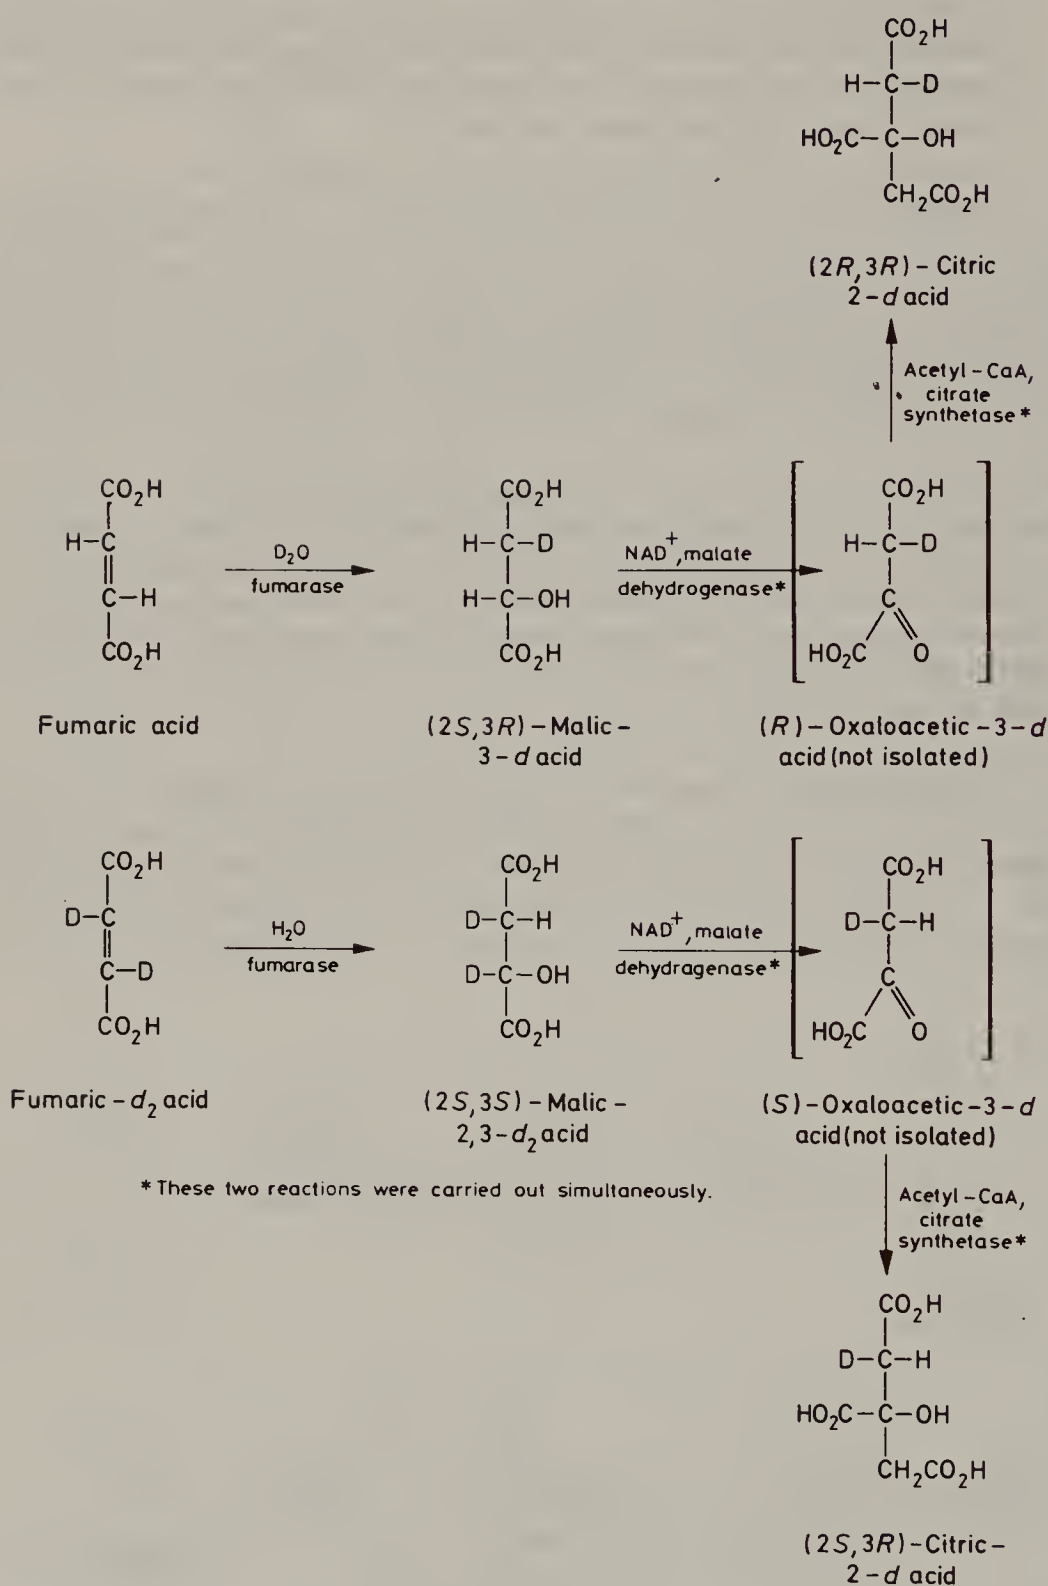 CO₂H
H–C–D
HO₂C–C–OH
CH₂CO₂H
(2R,3R) – Citric
2 – d acid
Acetyl – CaA,
citrate
synthetase*
CO₂H
H–C
C–H
CO₂H
Fumaric acid
D₂O
fumarase
CO₂H
H–C–D
H–C–OH
CO₂H
(2S,3R) – Malic –
3 – d acid
NAD⁺, malate
dehydrogenase*
CO₂H
H–C–D
C
HO₂C O
(R) – Oxaloacetic – 3 – d
acid (not isolated)
CO₂H
D–C
C–D
CO₂H
Fumaric – d₂ acid
H₂O
fumarase
CO₂H
D–C–H
D–C–OH
CO₂H
(2S,3S) – Malic –
2,3 – d₂ acid
NAD⁺, malate
dehydragenase*
CO₂H
D–C–H
C
HO₂C O
(S) – Oxaloacetic – 3 – d
acid (not isolated)
* These two reactions were carried out simultaneously.
Acetyl – CaA,
citrate
synthetase*
CO₂H
D–C–H
HO₂C–C–OH
CH₂CO₂H
(2S,3R) – Citric –
2 – d acid